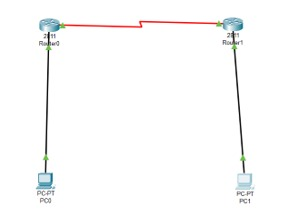 2811
Router0
2811
Router1
PC-PT
PC0
PC-PT
PC1